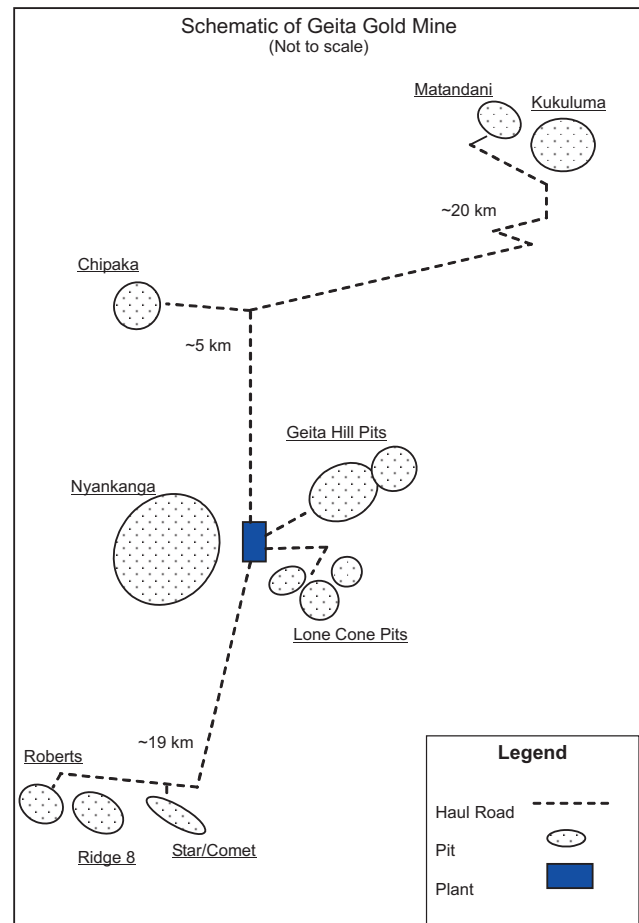 Schematic of Geita Gold Mine
(Not to scale)
Matandani
Kukuluma
~20 km
Chipaka
~5 km
Geita Hill Pits
Nyankanga
Lone Cone Pits
~19 km
Roberts
Ridge 8
Star/Comet
Legend
Haul Road
Pit
Plant